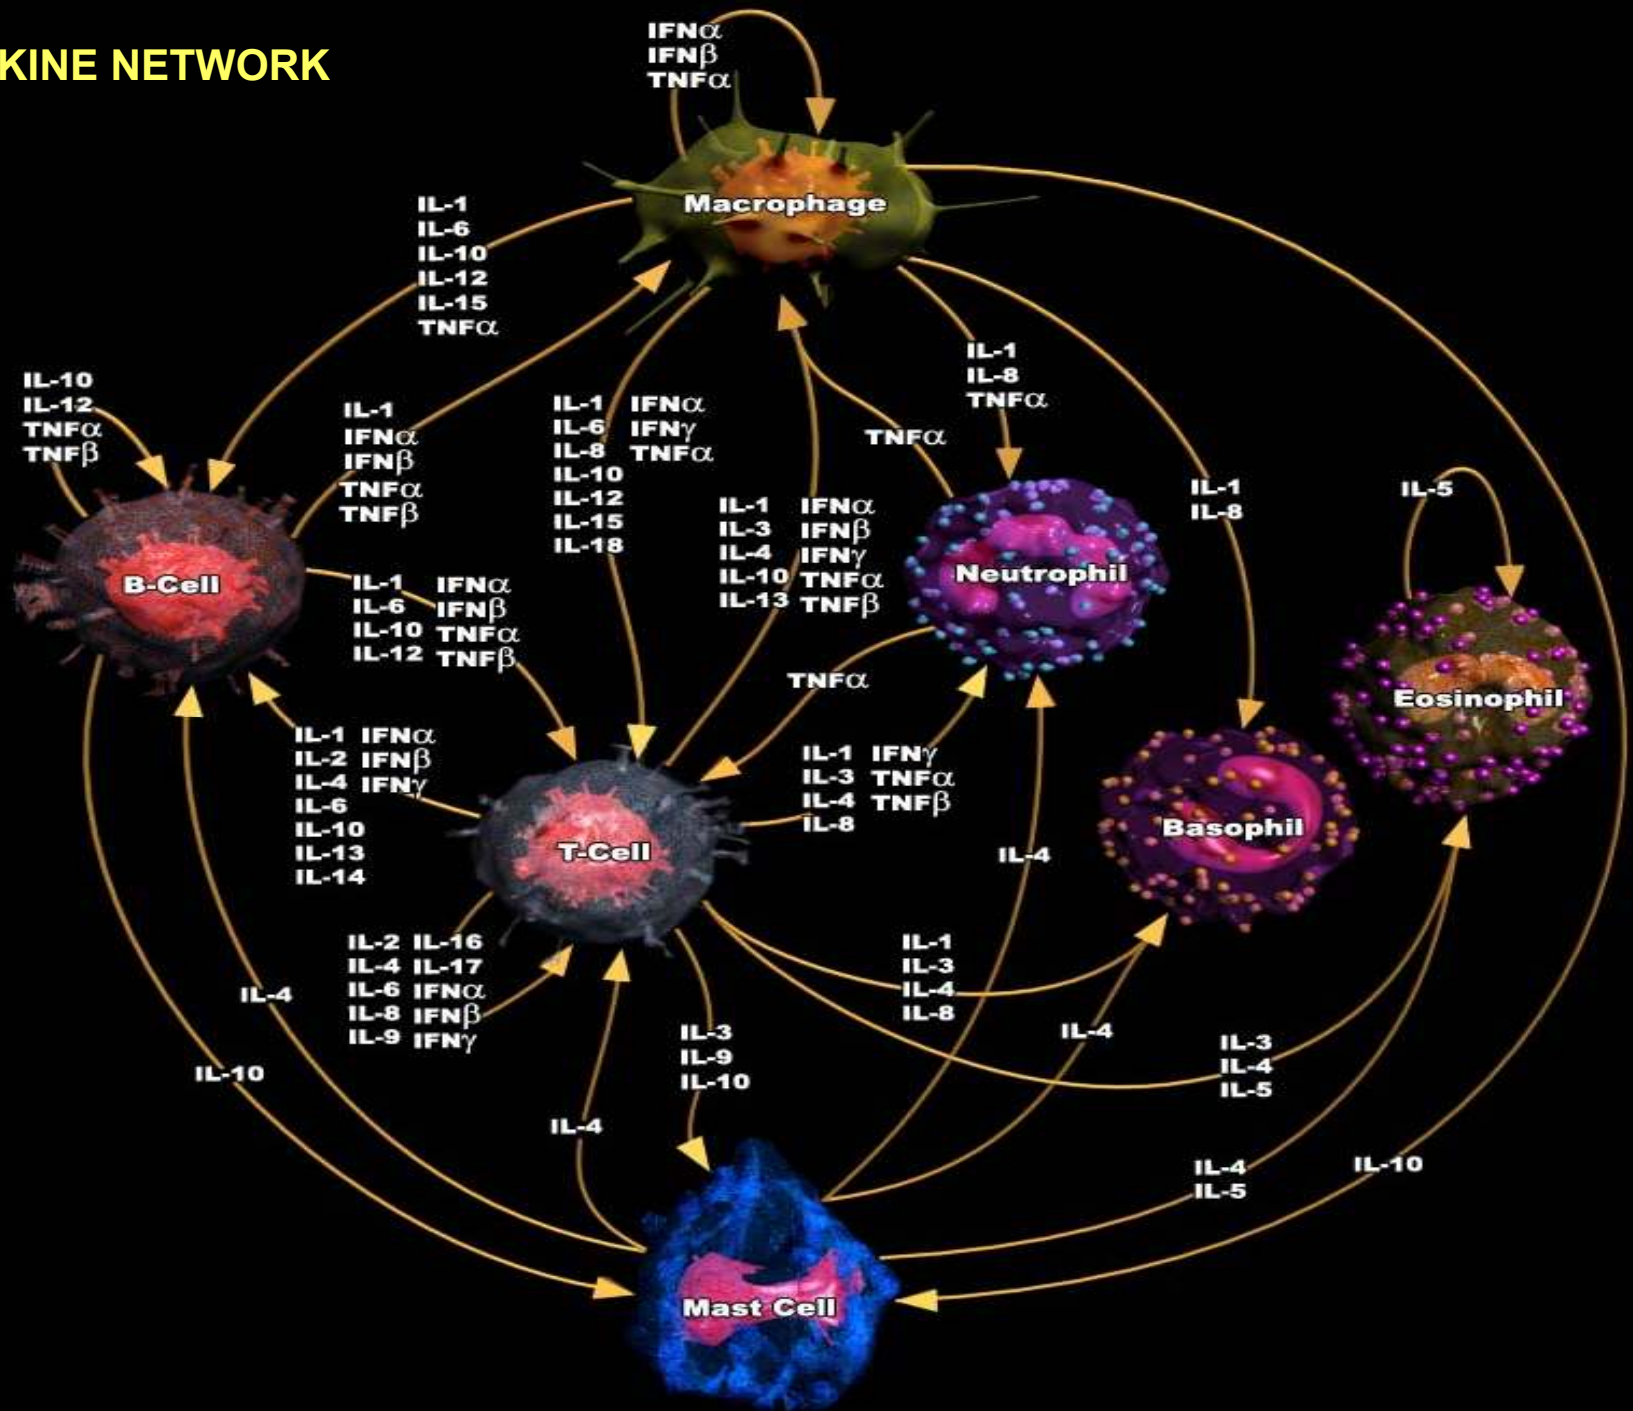 KINE NETWORK
IFNα
IFNβ
TNFα
Macrophage
IL-1
IL-6
IL-10
IL-12
IL-15
TNFα
IL-10
IL-12
TNFα
TNFβ
IL-1
IFNα
IFNβ
TNFα
TNFβ
IL-1 IFNα
IL-6 IFNγ
IL-8 TNFα
IL-10
IL-12
IL-15
IL-18
IL-1
IL-8
TNFα
TNFα
IL-1 IFNα
IL-3 IFNβ
IL-4 IFNγ
IL-10 TNFα
IL-13 TNFβ
IL-1
IL-8
IL-5
B-Cell
Neutrophil
IL-1 IFNα
IL-6 IFNβ
IL-10 TNFα
IL-12 TNFβ
TNFα
Eosinophil
IL-1 IFNα
IL-2 IFNβ
IL-4 IFNγ
IL-6
IL-10
IL-13
IL-14
IL-1 IFNγ
IL-3 TNFα
IL-4 TNFβ
IL-8
T-Cell
IL-4
Basophil
IL-2 IL-16
IL-4 IL-17
IL-6 IFNα
IL-8 IFNβ
IL-9 IFNγ
IL-1
IL-3
IL-4
IL-8
IL-4
IL-10
IL-3
IL-9
IL-10
IL-4
IL-3
IL-4
IL-5
IL-4
IL-4
IL-5
IL-10
Mast Cell